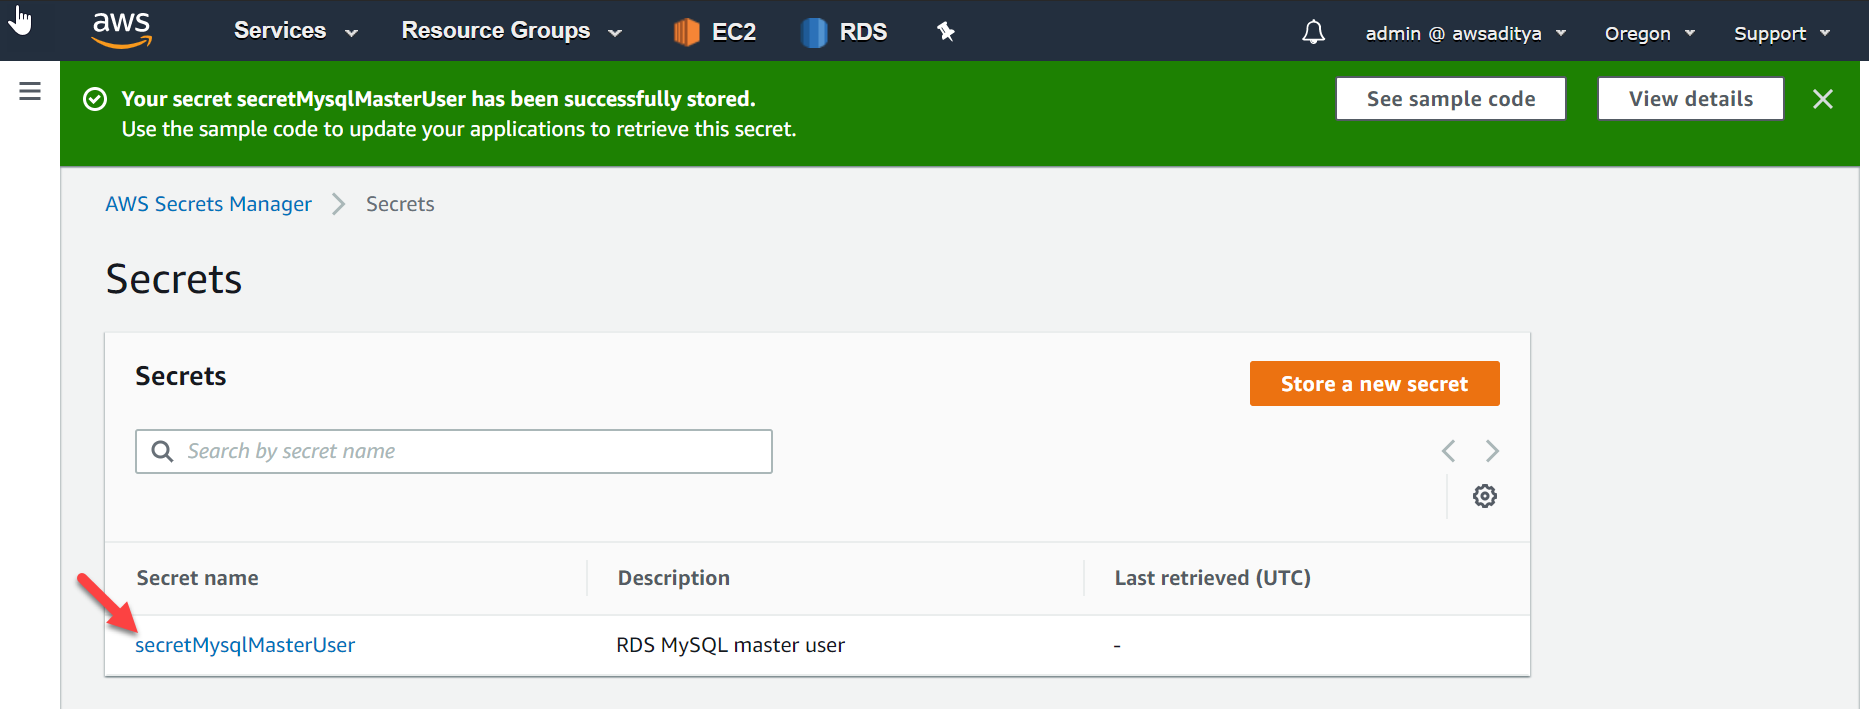 aws Services Resource Groups EC2 RDS admin @ awsaditya Oregon Support
Your secret secretMysqlMasterUser has been successfully stored. See sample code View details
Use the sample code to update your applications to retrieve this secret.
AWS Secrets Manager Secrets
Secrets
Secrets Store a new secret
Search by secret name
Secret name Description Last retrieved (UTC)
secretMysqlMasterUser RDS MySQL master user -